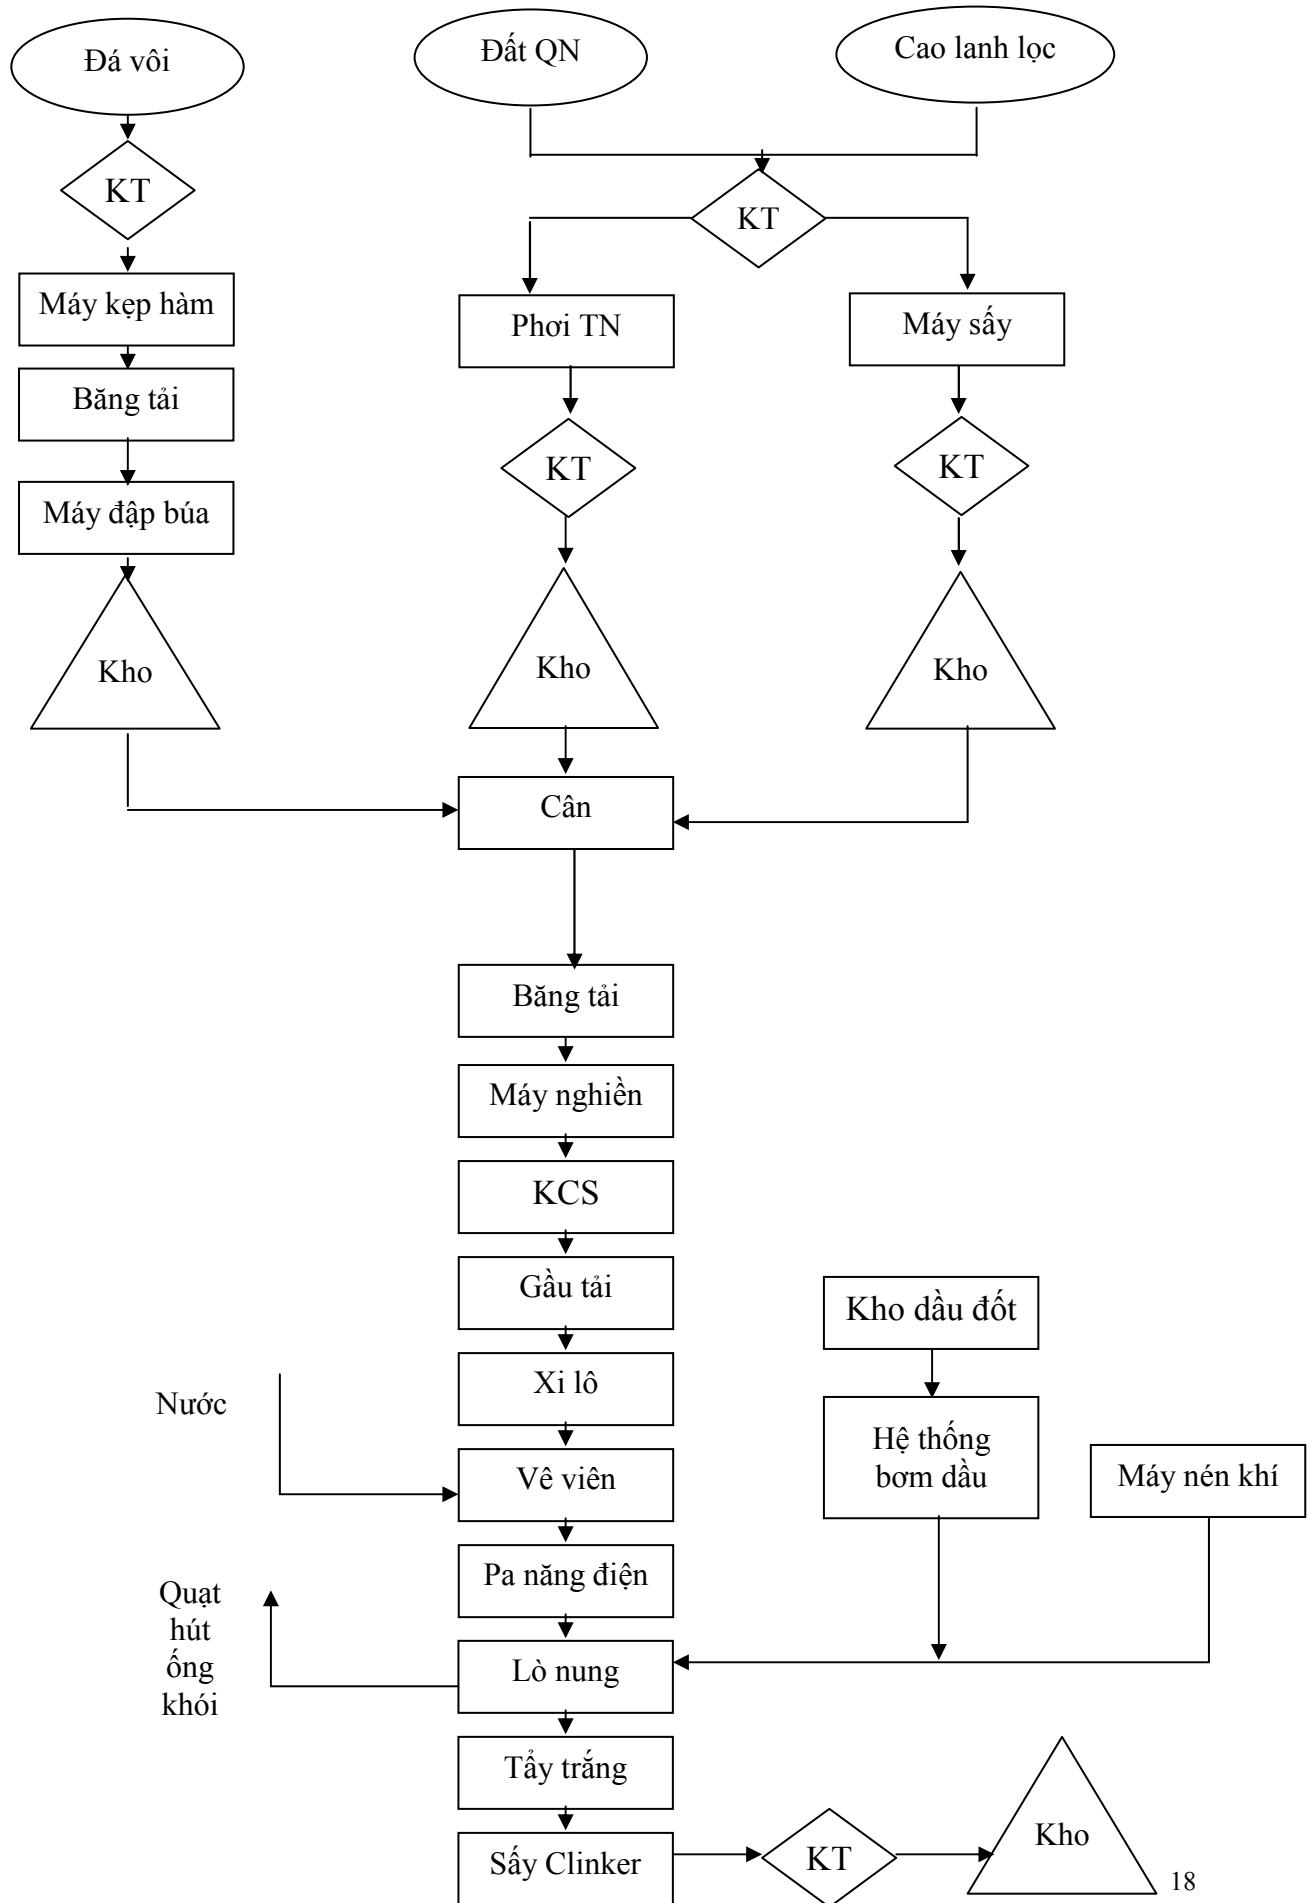 Đá vôi
Đất QN
Cao lanh lọc
KT
KT
Máy kẹp hàm
Phơi TN
Máy sấy
Băng tải
KT
KT
Máy đập búa
Kho
Kho
Kho
Cân
Băng tải
Máy nghiền
KCS
Gầu tải
Kho dầu đốt
Xi lô
Nước
Hệ thống
bơm dầu
Máy nén khí
Vê viên
Pa năng điện
Quạt
hút
ống
khói
Lò nung
Tẩy trắng
Sấy Clinker
KT
Kho
18